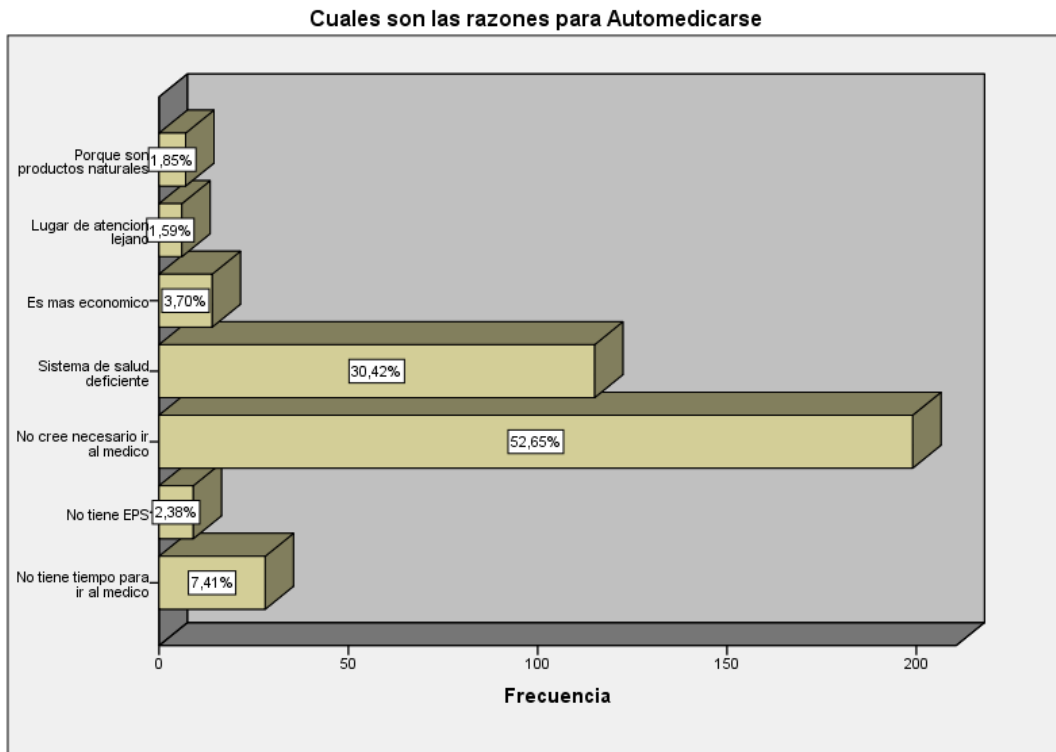 Cuales son las razones para Automedicarse
Porque son
productos naturales
1,85%
Lugar de atencion
lejano
1,59%
Es mas economico
3,70%
Sistema de salud
deficiente
30,42%
No cree necesario ir
al medico
52,65%
No tiene EPS
2,38%
No tiene tiempo para
ir al medico
7,41%
0
50
100
150
200
Frecuencia